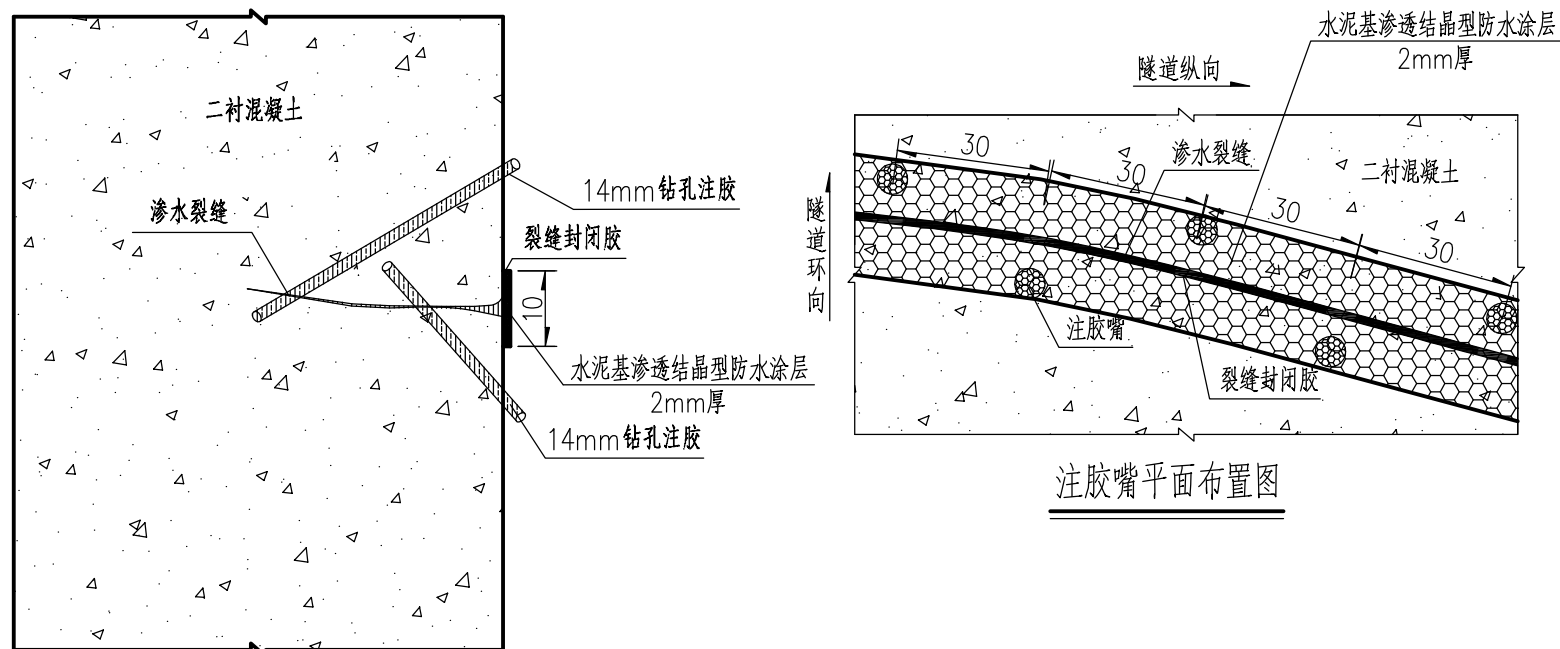 二衬混凝土
渗水裂缝
14mm钻孔注胶
裂缝封闭胶
10
水泥基渗透结晶型防水涂层
2mm厚
14mm钻孔注胶
水泥基渗透结晶型防水涂层
2mm厚
隧道纵向
30
渗水裂缝
30
二衬混凝土
30
30
隧道环向
注胶嘴
裂缝封闭胶
注胶嘴平面布置图